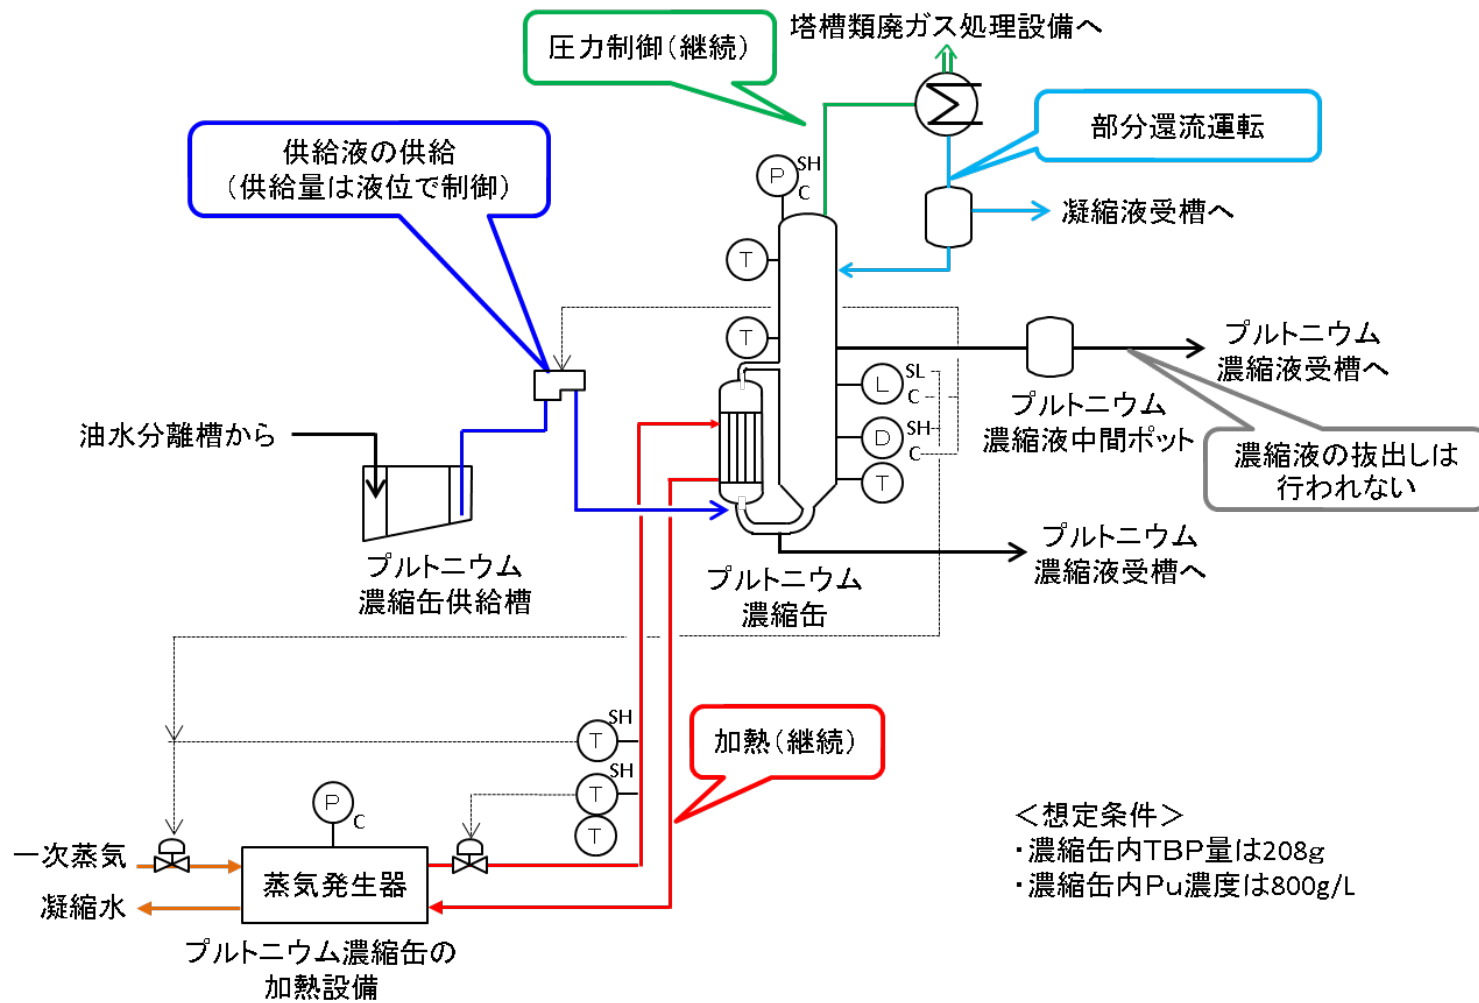 塔槽類廃ガス処理設備へ
圧力制御(継続)
部分還流運転
供給液の供給
(供給量は液位で制御)
P
SH
C
凝縮液受槽へ
T
T
プルトニウム
濃縮液受槽へ
L
SL
C
プルトニウム
濃縮液中間ポット
D
SH
C
T
濃縮液の抜出しは
行われない
油水分離槽から
プルトニウム
濃縮缶供給槽
プルトニウム
濃縮缶
プルトニウム
濃縮液受槽へ
T
SH
加熱(継続)
T
SH
T
P
C
一次蒸気
蒸気発生器
凝縮水
プルトニウム濃縮缶の
加熱設備
<想定条件>
・濃縮缶内TBP量は208g
・濃縮缶内Pu濃度は800g/L